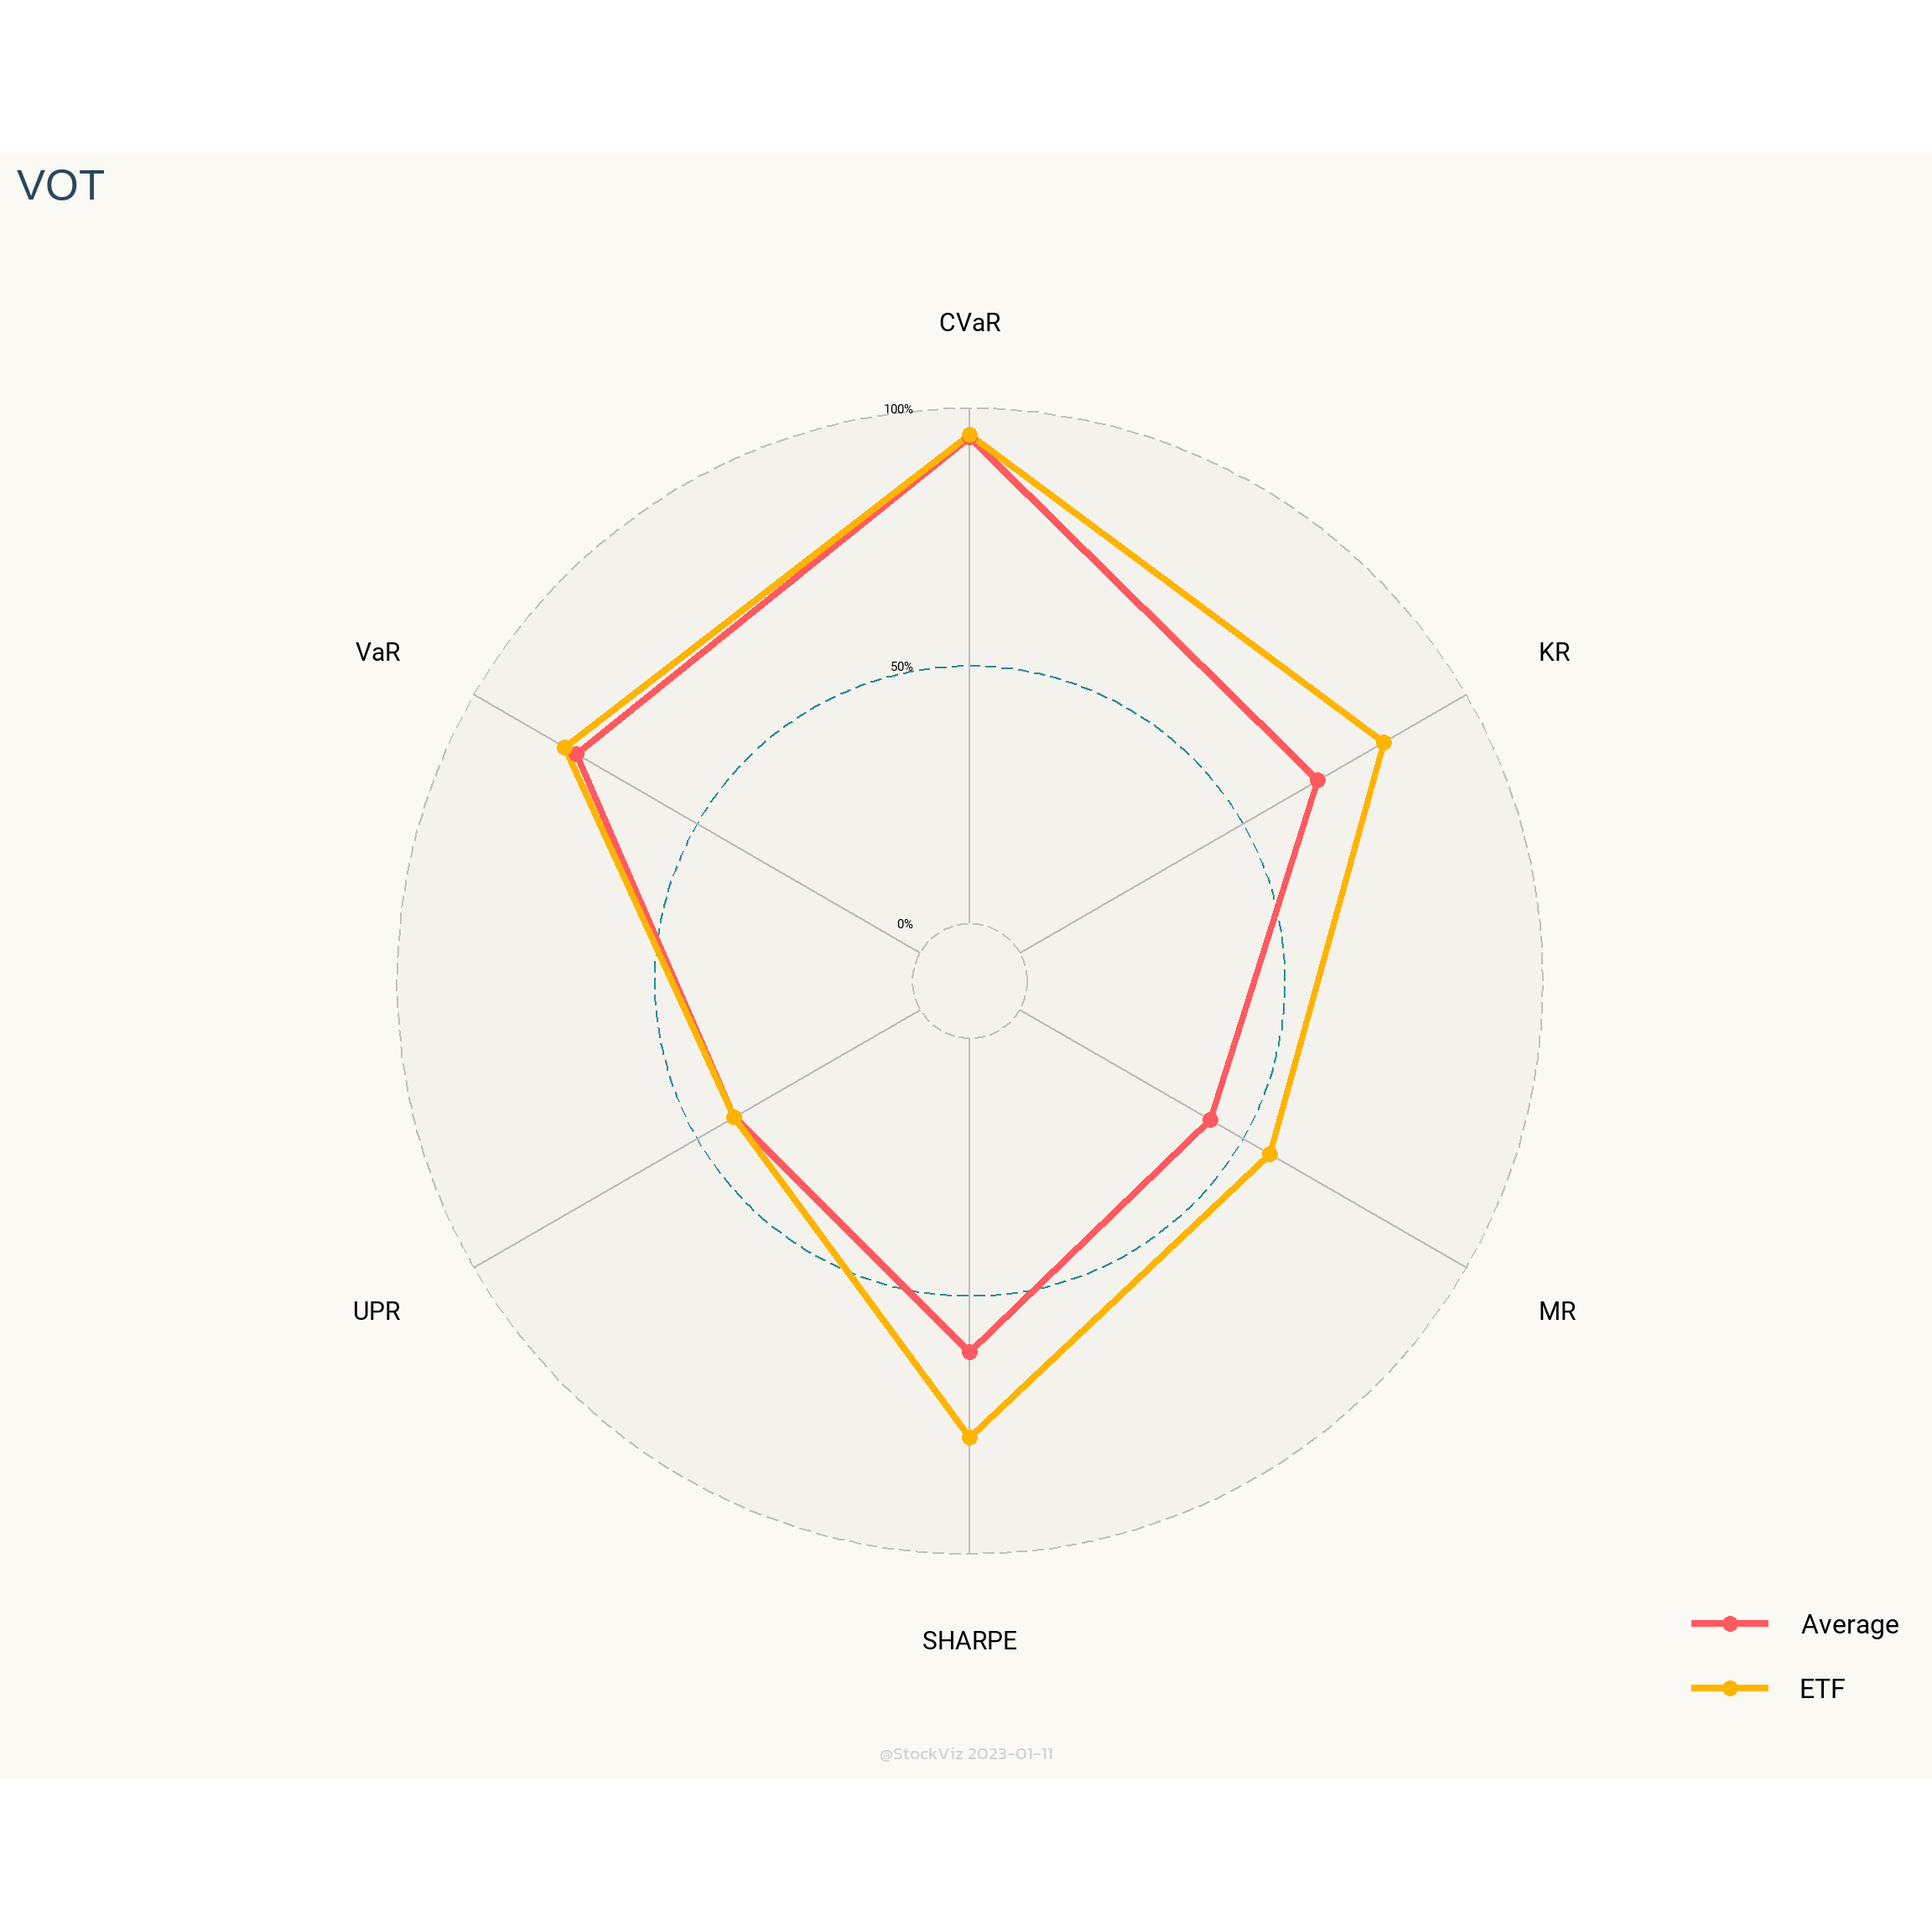 VOT
CVaR
100%
VaR
KR
50%
0%
UPR
MR
SHARPE
Average
ETF
@StockViz 2023-01-11